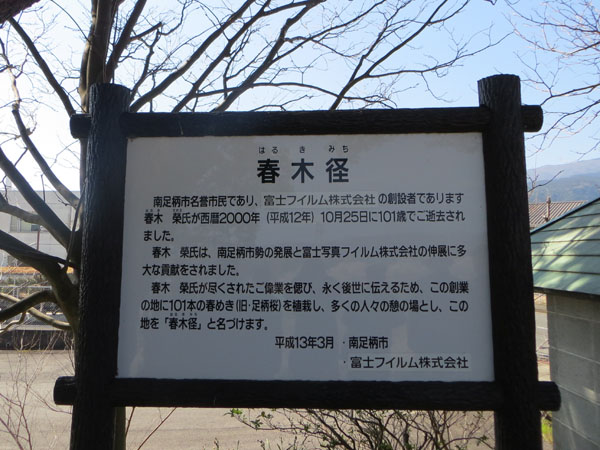 はる き みち
春木径
南足柄市名誉市民であり、富士フイルム株式会社の創設者であります
春木 榮氏が西暦2000年(平成12年)10月25日に101歳でご逝去され
ました。
春木 榮氏は、南足柄市勢の発展と富士写真フイルム株式会社の伸展に多
大な貢献をされました。
春木 榮氏が尽くされたご偉業を偲び、永く後世に伝えるため、この創業
の地に101本の春めき(旧・足柄桜)を植栽し、多くの人々の憩の場とし、この
地を「春木径」と名づけます。
平成13年3月 ・南足柄市
・富士フイルム株式会社